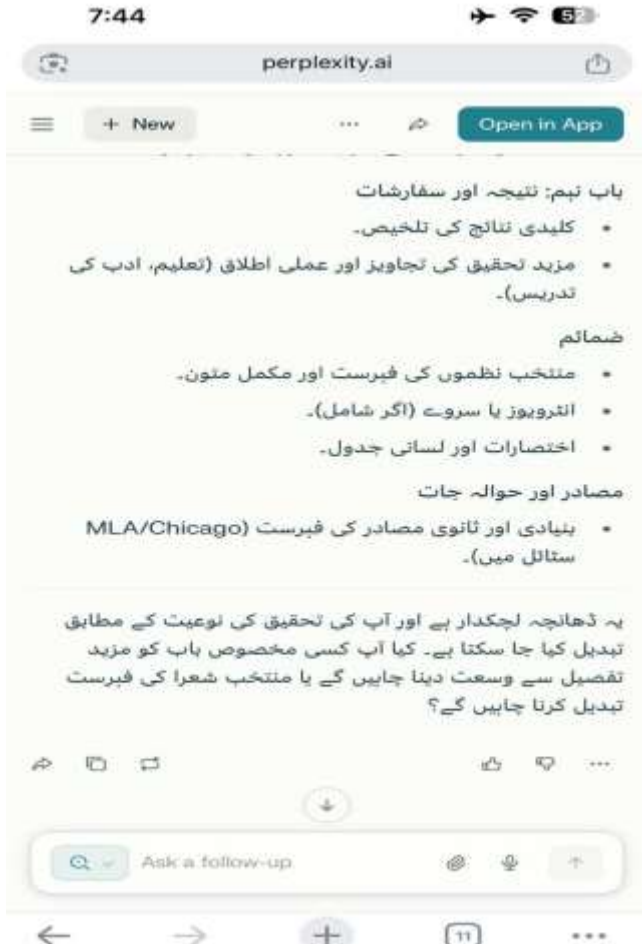 7:44
52
perplexity.ai
+ New
Open in App
باب نہم: نتیجہ اور سفارشات
• کلیدی نتائج کی تلخیص۔
• مزید تحقیق کی تجاویز اور عملی اطلاق (تعلیم، ادب کی
تدریس)۔
ضمائم
• منتخب نظموں کی فہرست اور مکمل متون۔
• انٹرویوز یا سروے (اگر شامل)۔
• اختصارات اور لسانی جدول۔
مصادر اور حوالہ جات
• بنیادی اور ثانوی مصادر کی فہرست (MLA/Chicago
سٹائل میں)۔
یہ ڈھانچہ لچکدار ہے اور آپ کی تحقیق کی نوعیت کے مطابق
تبدیل کیا جا سکتا ہے۔ کیا آپ کسی مخصوص باب کو مزید
تفصیل سے وسعت دینا چاہیں گے یا منتخب شعرا کی فہرست
تبدیل کرنا چاہیں گے؟
Ask a follow-up
11